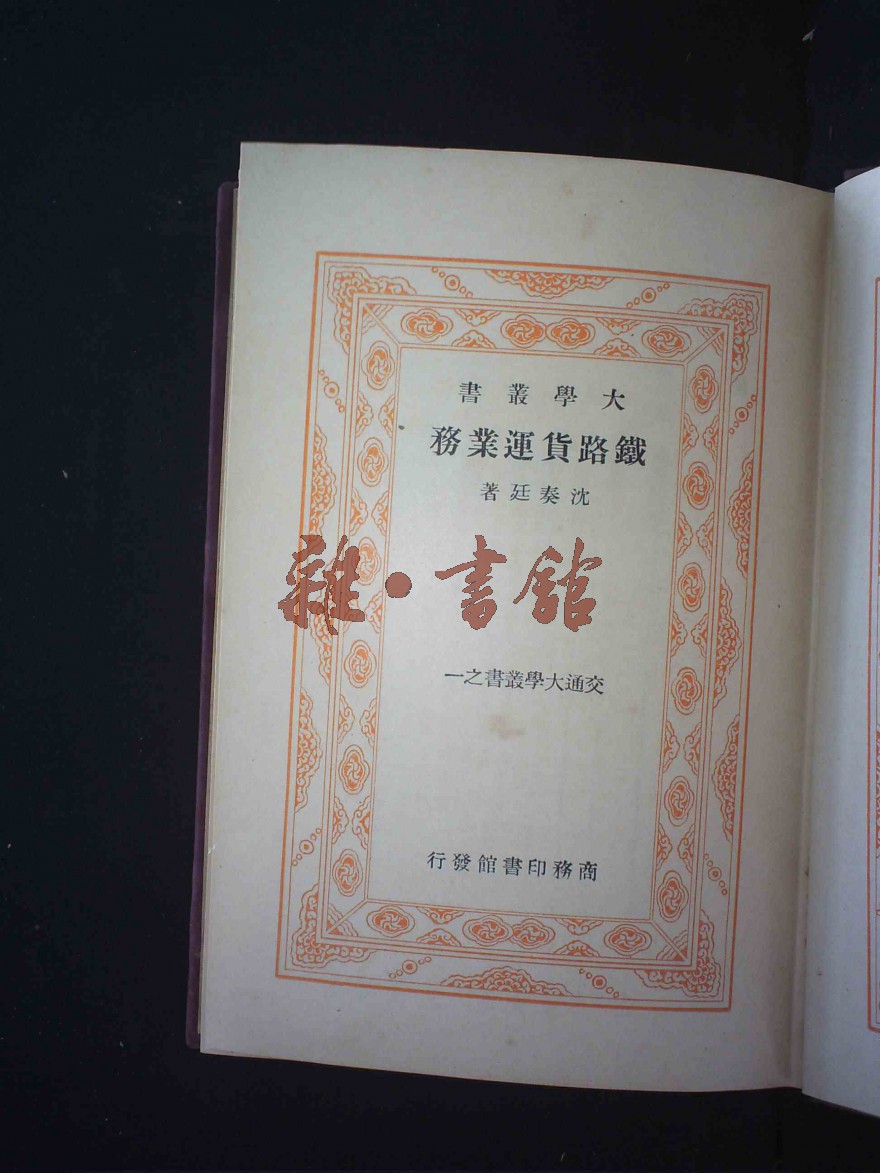 大學叢書
鐵路貨運業務
沈奏廷著
雜·書館
交通大學叢書之一
商務印書館發行